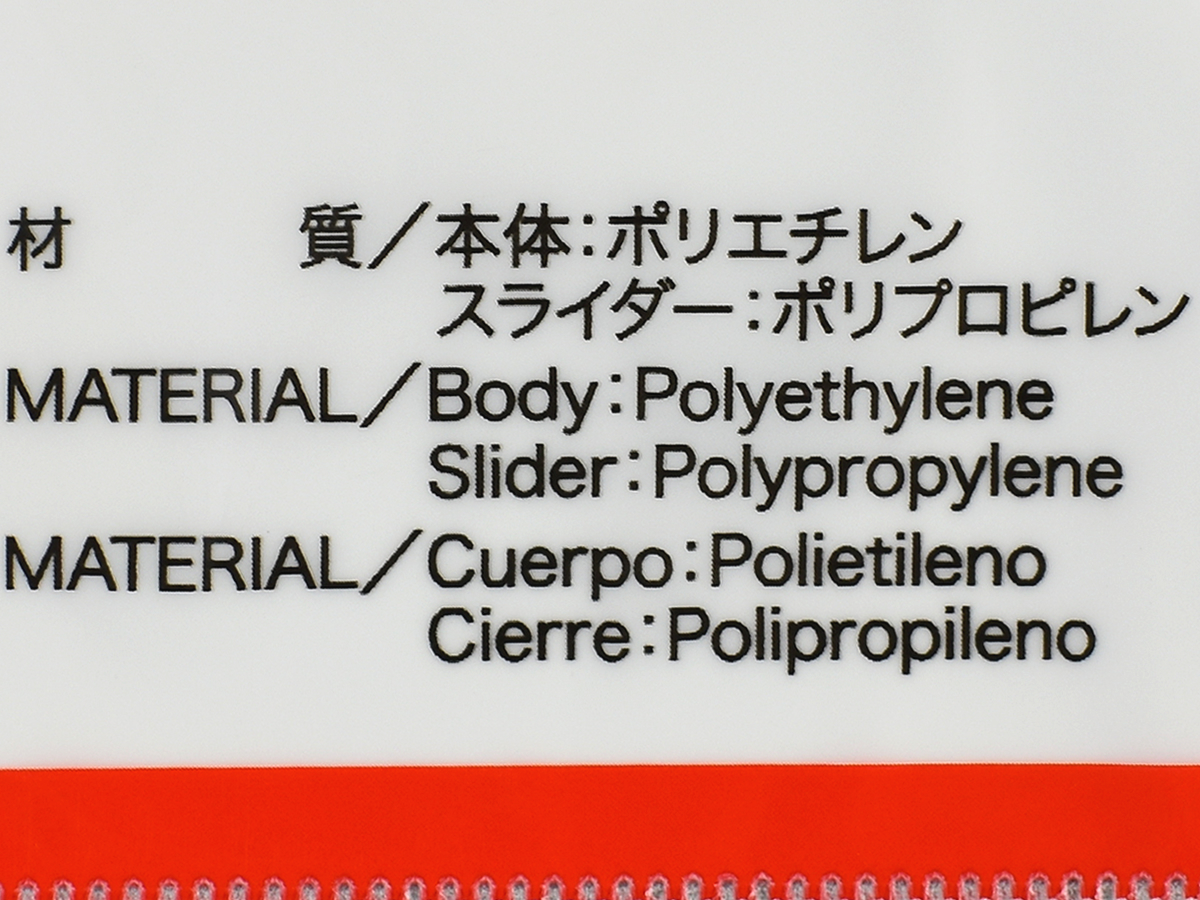 材　　　質／本体：ポリエチレン
スライダー：ポリプロピレン
MATERIAL／Body：Polyethylene
Slider：Polypropylene
MATERIAL／Cuerpo：Polietileno
Cierre：Polipropileno